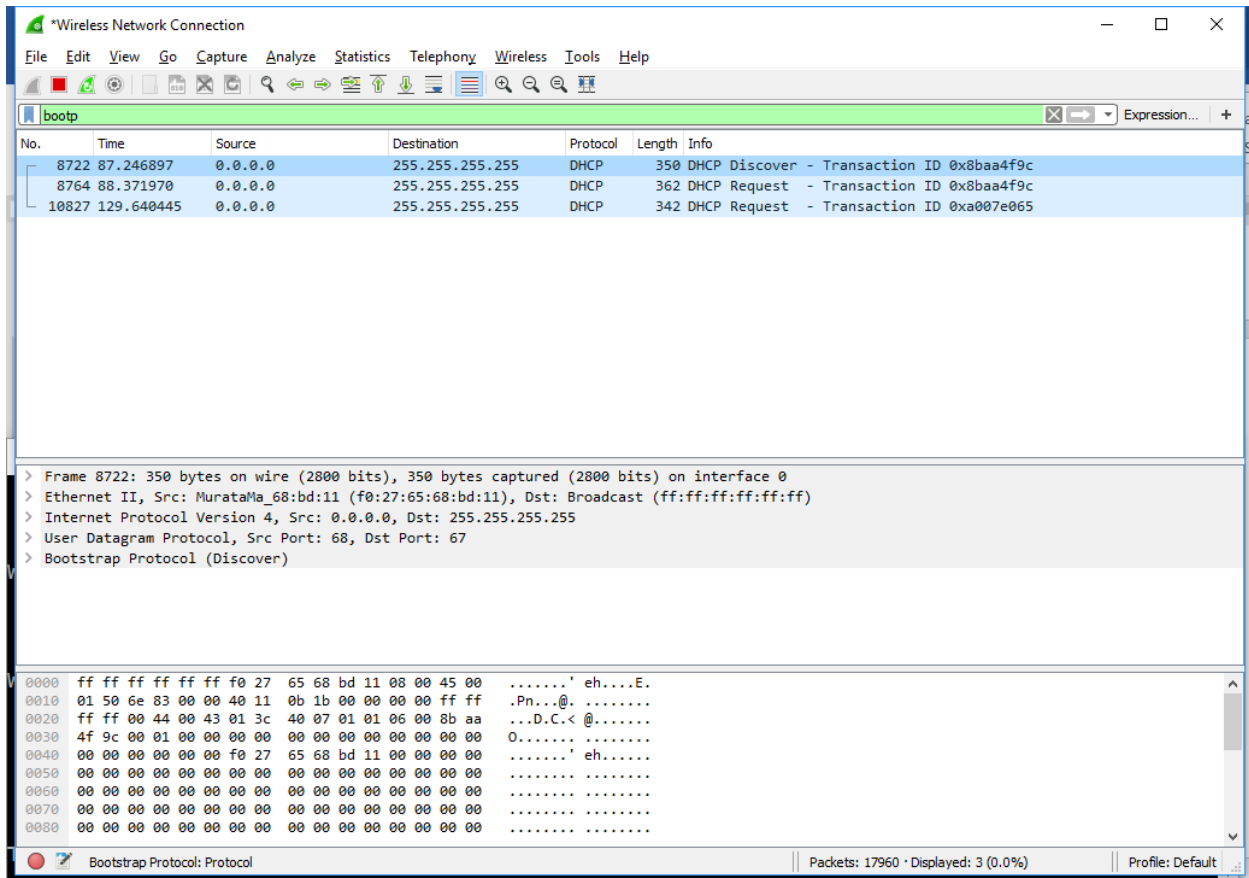 *Wireless Network Connection
File Edit View Go Capture Analyze Statistics Telephony Wireless Tools Help
bootp Expression... +
No. Time Source Destination Protocol Length Info
8722 87.246897 0.0.0.0 255.255.255.255 DHCP 350 DHCP Discover - Transaction ID 0x8baa4f9c
8764 88.371970 0.0.0.0 255.255.255.255 DHCP 362 DHCP Request - Transaction ID 0x8baa4f9c
10827 129.640445 0.0.0.0 255.255.255.255 DHCP 342 DHCP Request - Transaction ID 0xa007e065
> Frame 8722: 350 bytes on wire (2800 bits), 350 bytes captured (2800 bits) on interface 0
> Ethernet II, Src: MurataMa_68:bd:11 (f0:27:65:68:bd:11), Dst: Broadcast (ff:ff:ff:ff:ff:ff)
> Internet Protocol Version 4, Src: 0.0.0.0, Dst: 255.255.255.255
> User Datagram Protocol, Src Port: 68, Dst Port: 67
> Bootstrap Protocol (Discover)
0000 ff ff ff ff ff ff f0 27 65 68 bd 11 08 00 45 00 .......' eh....E.
0010 01 50 6e 83 00 00 40 11 0b 1b 00 00 00 00 ff ff .Pn...@. ........
0020 ff ff 00 44 00 43 01 3c 40 07 01 01 06 00 8b aa ...D.C.< @.......
0030 4f 9c 00 01 00 00 00 00 00 00 00 00 00 00 00 00 O....... ........
0040 00 00 00 00 00 00 f0 27 65 68 bd 11 00 00 00 00 .......' eh......
0050 00 00 00 00 00 00 00 00 00 00 00 00 00 00 00 00 ........ ........
0060 00 00 00 00 00 00 00 00 00 00 00 00 00 00 00 00 ........ ........
0070 00 00 00 00 00 00 00 00 00 00 00 00 00 00 00 00 ........ ........
0080 00 00 00 00 00 00 00 00 00 00 00 00 00 00 00 00 ........ ........
Bootstrap Protocol: Protocol Packets: 17960 · Displayed: 3 (0.0%) Profile: Default